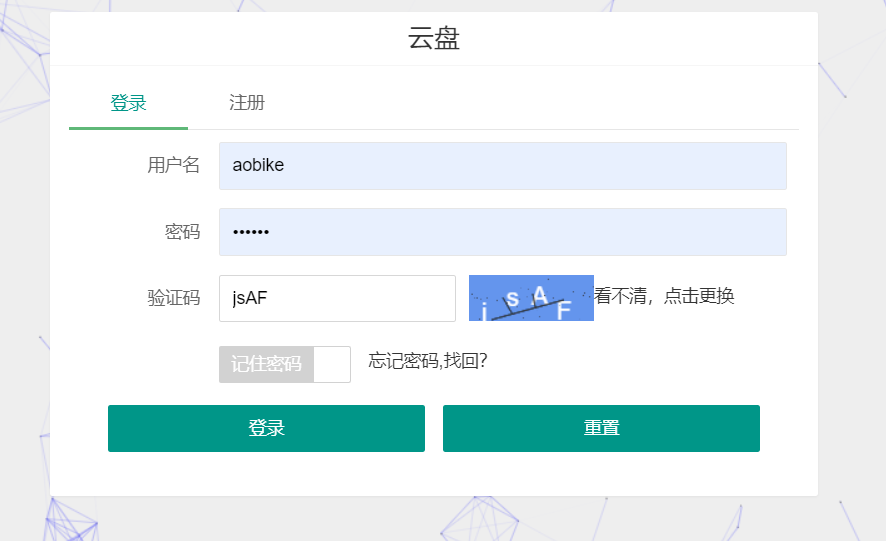 云盘
登录 注册
用户名 aobike
密码 ••••••
验证码 jsAF jsAF 看不清，点击更换
记住密码 忘记密码,找回?
登录 重置